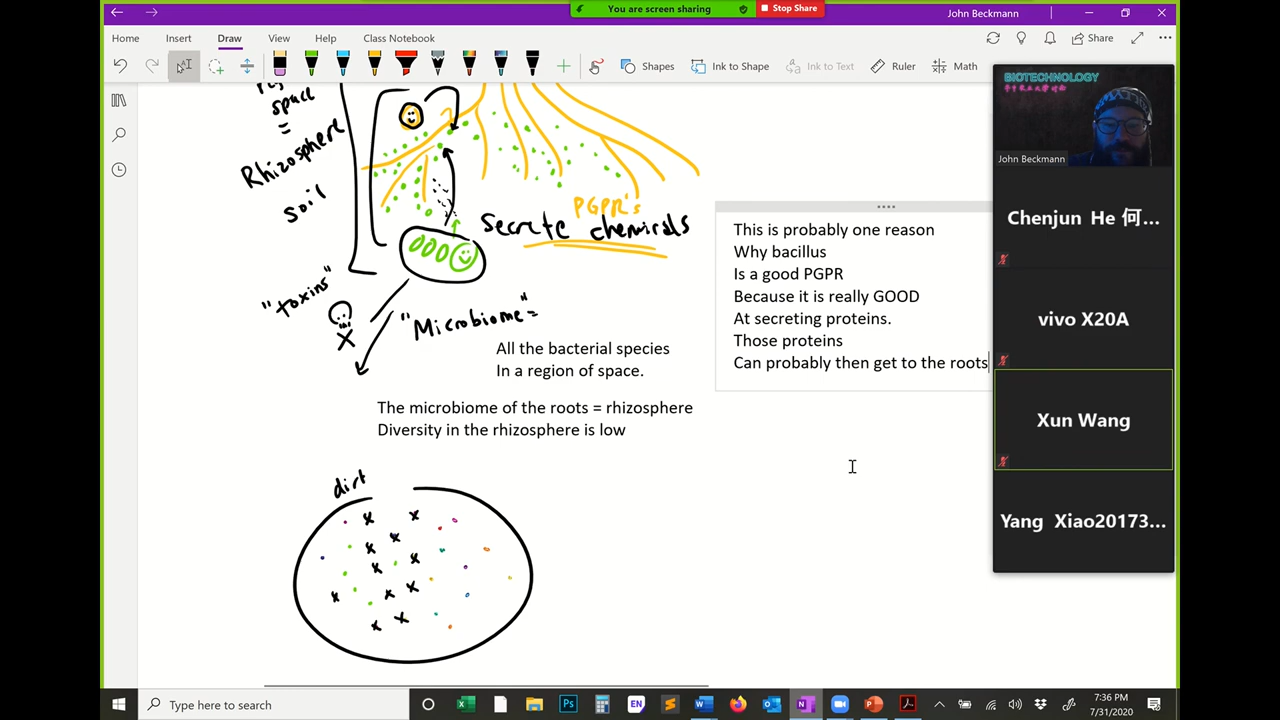 You are screen sharing
Stop Share
John Beckmann
Home Insert Draw View Help Class Notebook
Share
Shapes Ink to Shape Ink to Text Ruler Math
space
=
Rhizosphere
soil
PGPR's
Secrete chemicals
"toxins"
"Microbiome"=
All the bacterial species
In a region of space.
The microbiome of the roots = rhizosphere
Diversity in the rhizosphere is low
dirt
This is probably one reason
Why bacillus
Is a good PGPR
Because it is really GOOD
At secreting proteins.
Those proteins
Can probably then get to the roots
BIOTECHNOLOGY
John Beckmann
Chenjun He 何...
vivo X20A
Xun Wang
Yang Xiao20173...
Type here to search
EN
7:36 PM
7/31/2020